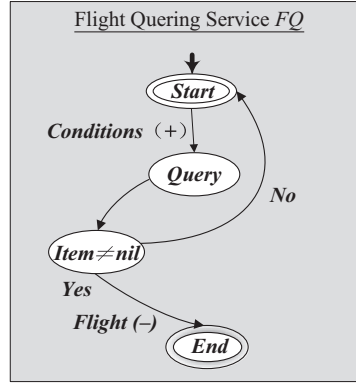 Flight Quering Service FQ
Start
Conditions (+)
Query
No
Item≠nil
Yes
Flight (–)
End